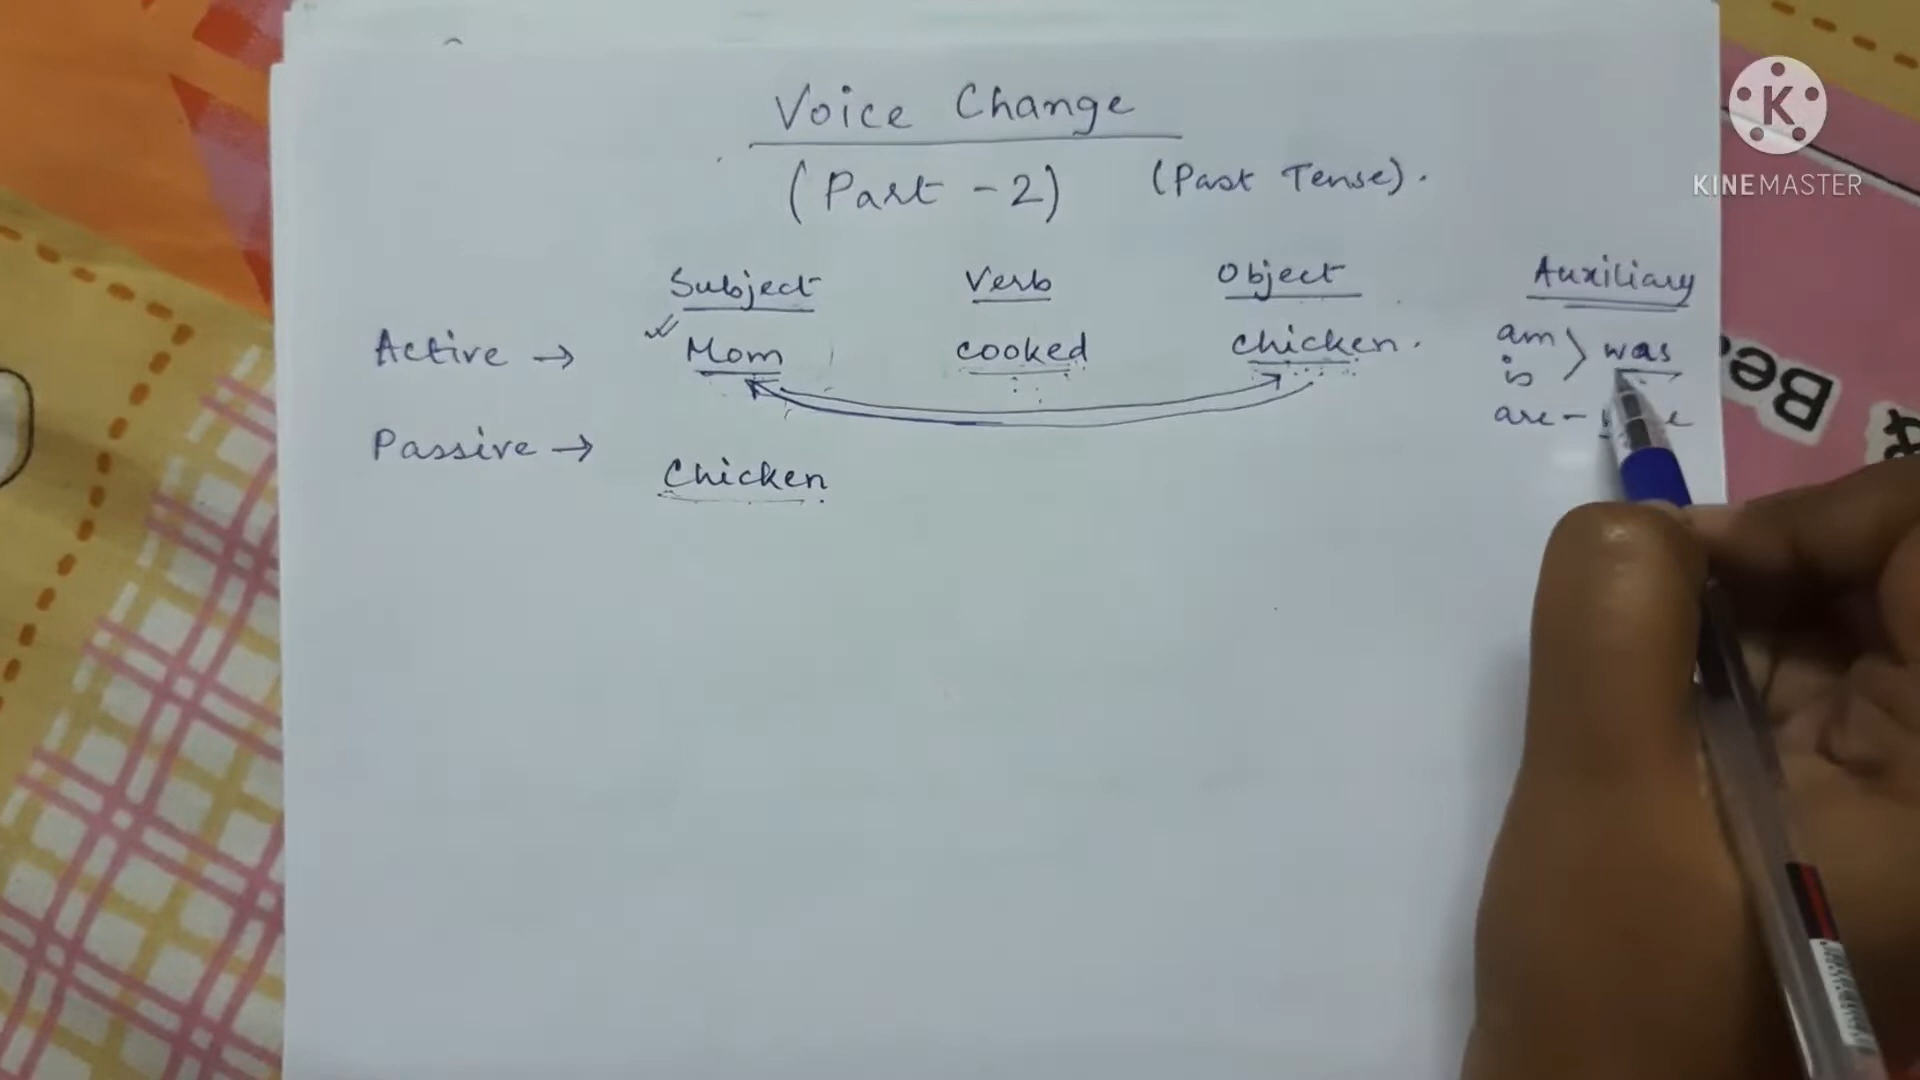 Voice Change
(Part - 2) (Past Tense).
Subject Verb Object Auxiliary
Active → Mom cooked chicken. am > was
is
are -
Passive → Chicken
K
KINEMASTER
Be